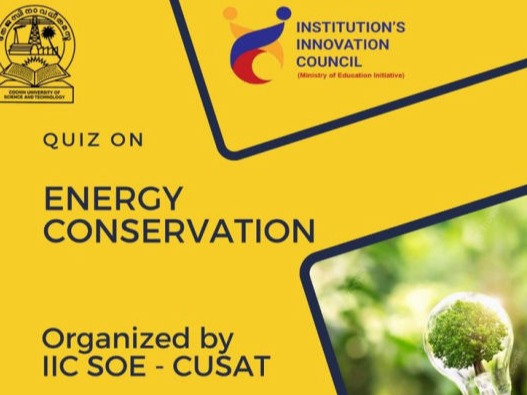 COCHIN UNIVERSITY OF
SCIENCE AND TECHNOLOGY
INSTITUTION'S
INNOVATION
COUNCIL
(Ministry of Education Initiative)
QUIZ ON
ENERGY
CONSERVATION
Organized by
IIC SOE - CUSAT